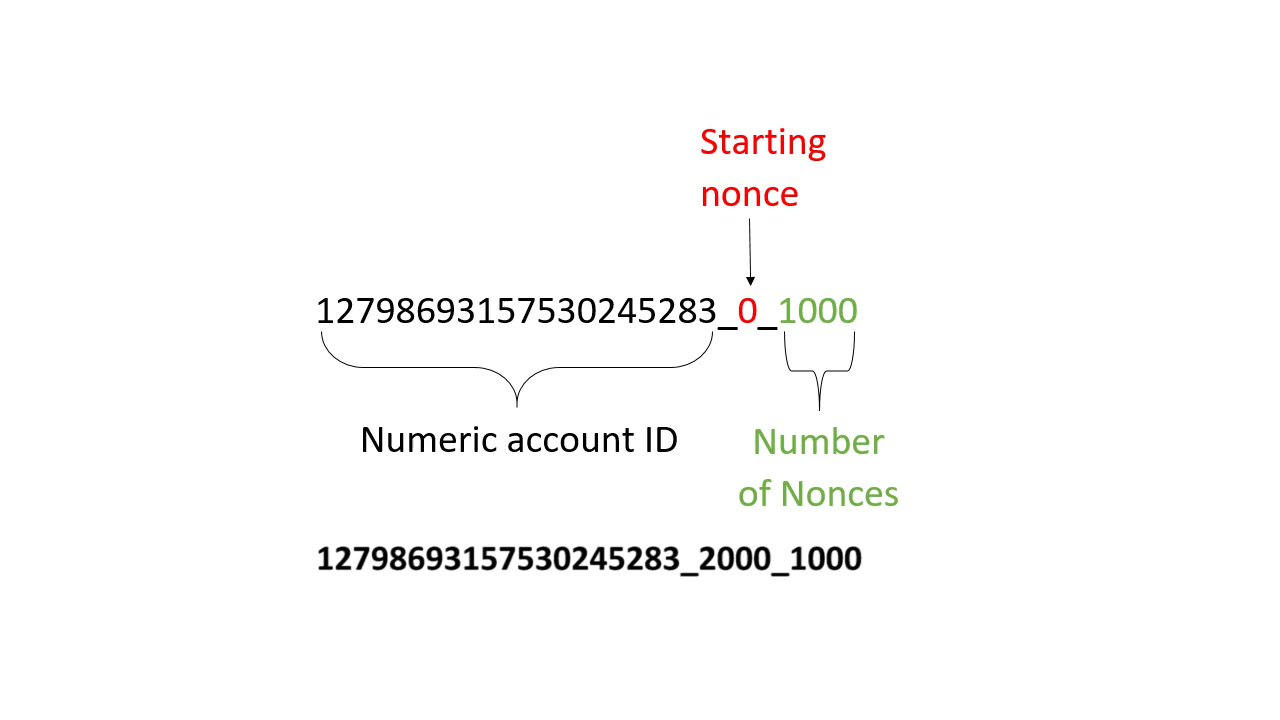 Starting
nonce
12798693157530245283_0_1000
Numeric account ID
Number
of Nonces
12798693157530245283_2000_1000